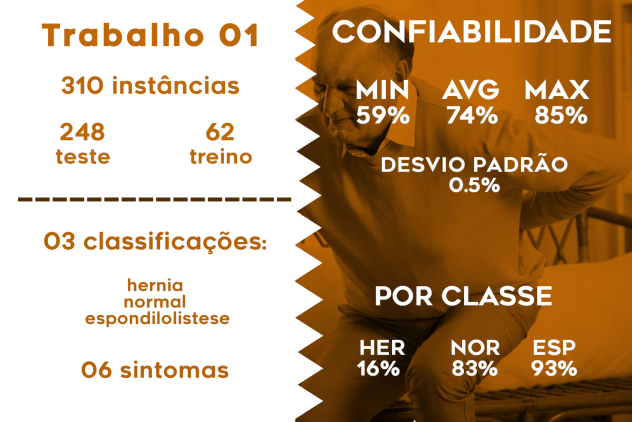 Trabalho 01
310 instâncias
248 62
teste treino
03 classificações:
hernia
normal
espondilolistese
06 sintomas
CONFIABILIDADE
MIN AVG MAX
59% 74% 85%
DESVIO PADRÃO
0.5%
POR CLASSE
HER NOR ESP
16% 83% 93%